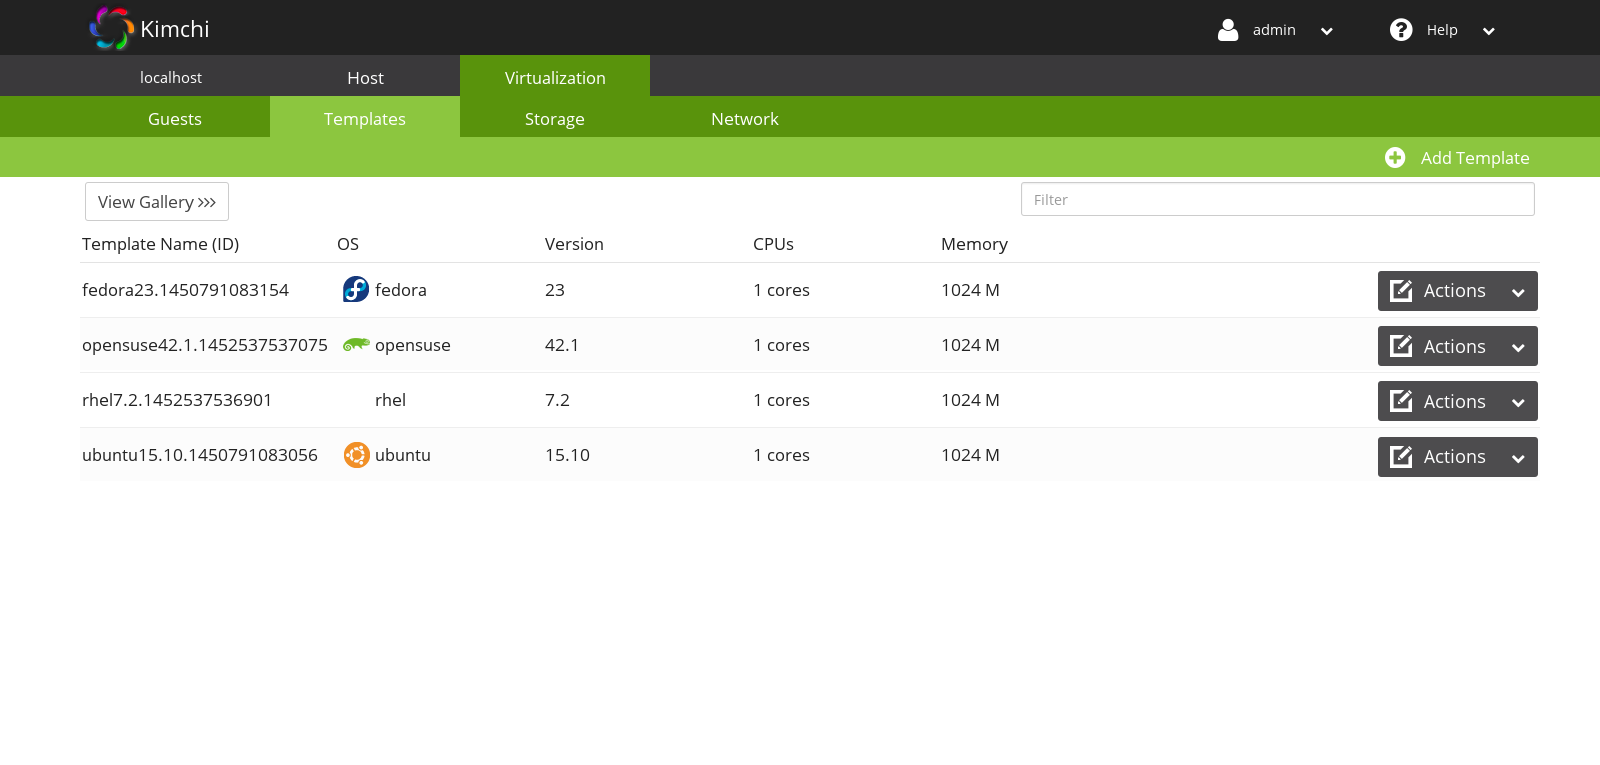 Kimchi admin Help
localhost Host Virtualization
Guests Templates Storage Network
Add Template
View Gallery Filter
Template Name (ID) OS Version CPUs Memory
fedora23.1450791083154 fedora 23 1 cores 1024 M Actions
opensuse42.1.1452537537075 opensuse 42.1 1 cores 1024 M Actions
rhel7.2.1452537536901 rhel 7.2 1 cores 1024 M Actions
ubuntu15.10.1450791083056 ubuntu 15.10 1 cores 1024 M Actions